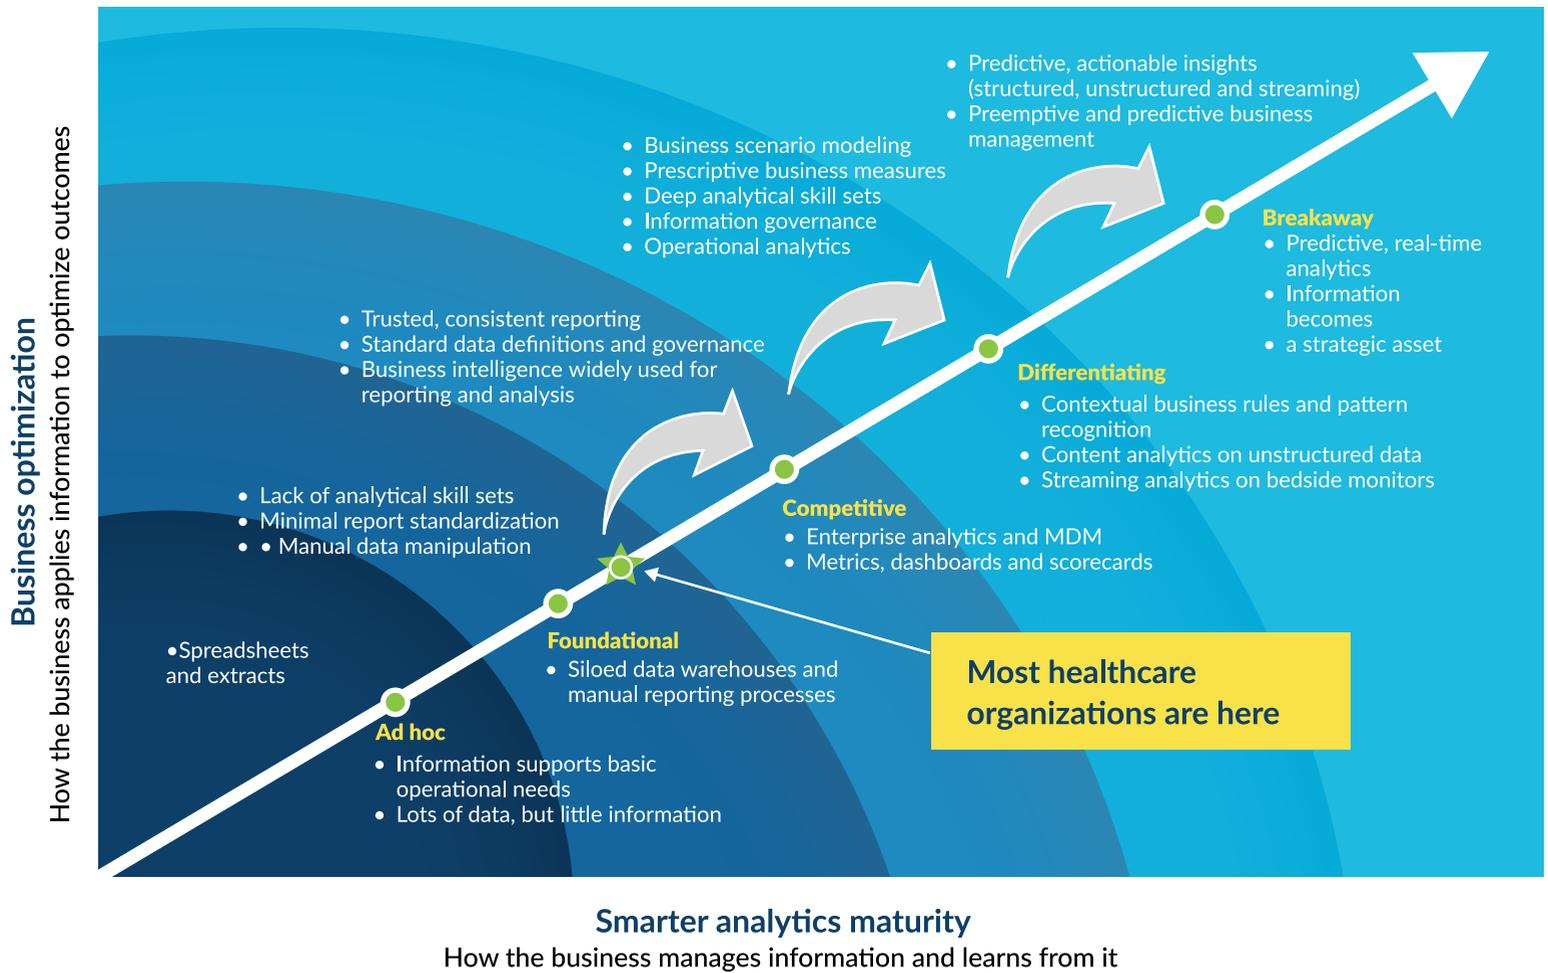 Business optimization
How the business applies information to optimize outcomes
• Predictive, actionable insights
(structured, unstructured and streaming)
• Preemptive and predictive business
management
• Business scenario modeling
• Prescriptive business measures
• Deep analytical skill sets
• Information governance
• Operational analytics
Breakaway
• Predictive, real-time
analytics
• Information
becomes
• a strategic asset
• Trusted, consistent reporting
• Standard data definitions and governance
• Business intelligence widely used for
reporting and analysis
Differentiating
• Contextual business rules and pattern
recognition
• Content analytics on unstructured data
• Streaming analytics on bedside monitors
• Lack of analytical skill sets
• Minimal report standardization
• • Manual data manipulation
Competitive
• Enterprise analytics and MDM
• Metrics, dashboards and scorecards
•Spreadsheets
and extracts
Foundational
• Siloed data warehouses and
manual reporting processes
Most healthcare
organizations are here
Ad hoc
• Information supports basic
operational needs
• Lots of data, but little information
Smarter analytics maturity
How the business manages information and learns from it